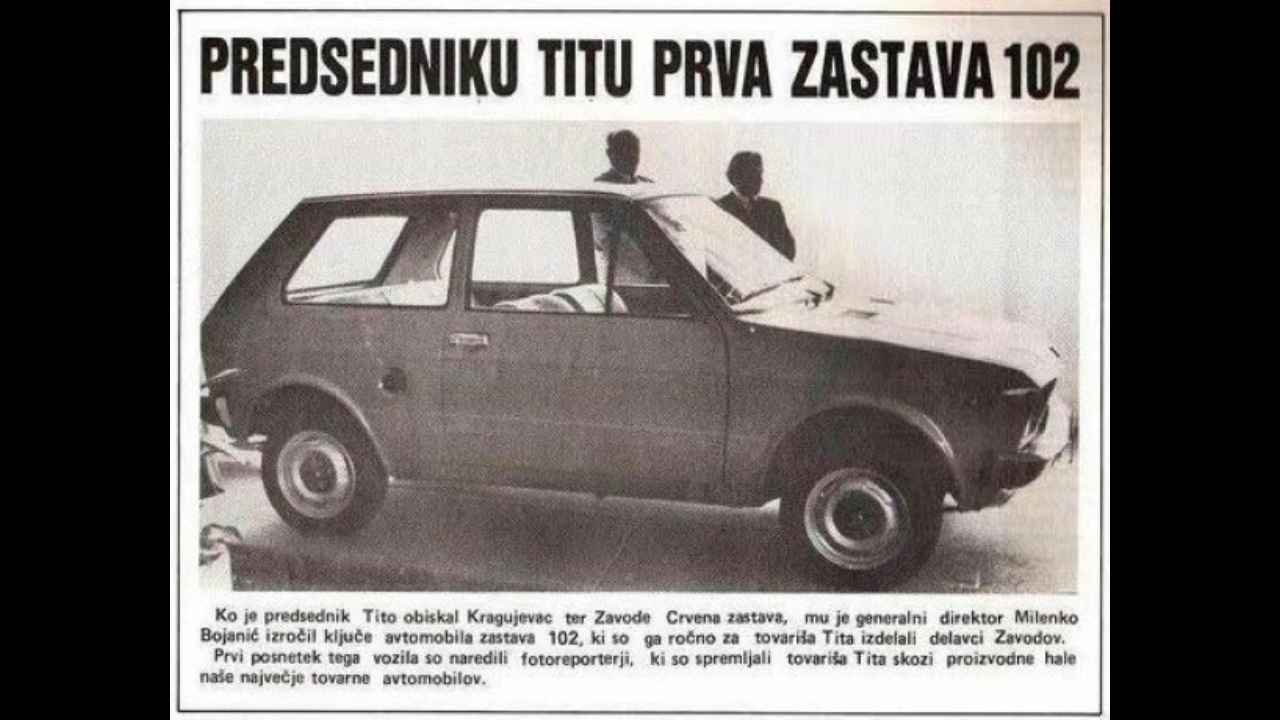 PREDSEDNIKU TITU PRVA ZASTAVA 102
Ko je predsednik Tito obiskal Kragujevac ter Zavode Crvena zastava, mu je generalni direktor Milenko
Bojanić izročil ključe avtomobila zastava 102, ki so ga ročno za tovariša Tita izdelali delavci Zavodov.
Prvi posnetek tega vozila so naredili fotoreporterji, ki so spremljali tovariša Tita skozi proizvodne hale
naše največje tovarne avtomobilov.